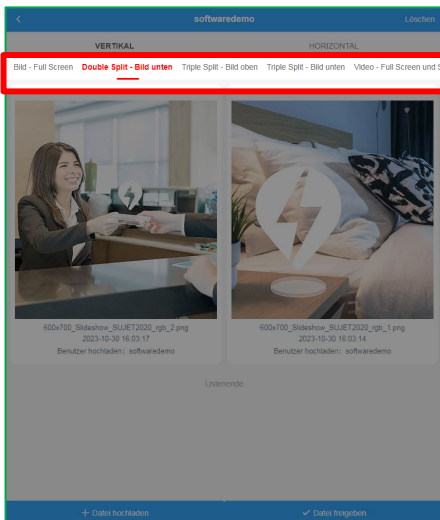 softwaredemo
Löschen
VERTIKAL
HORIZONTAL
Bild - Full Screen Double Split - Bild unten Triple Split - Bild oben Triple Split - Bild unten Video - Full Screen und S
600x700_Slideshow_SUJET2020_rgb_2.png
2023-10-30 16:03:17
Benutzer hochladen: softwaredemo
600x700_Slideshow_SUJET2020_rgb_1.png
2023-10-30 16:03:14
Benutzer hochladen: softwaredemo
Listenende
+ Datei hochladen
✓ Datei freigeben